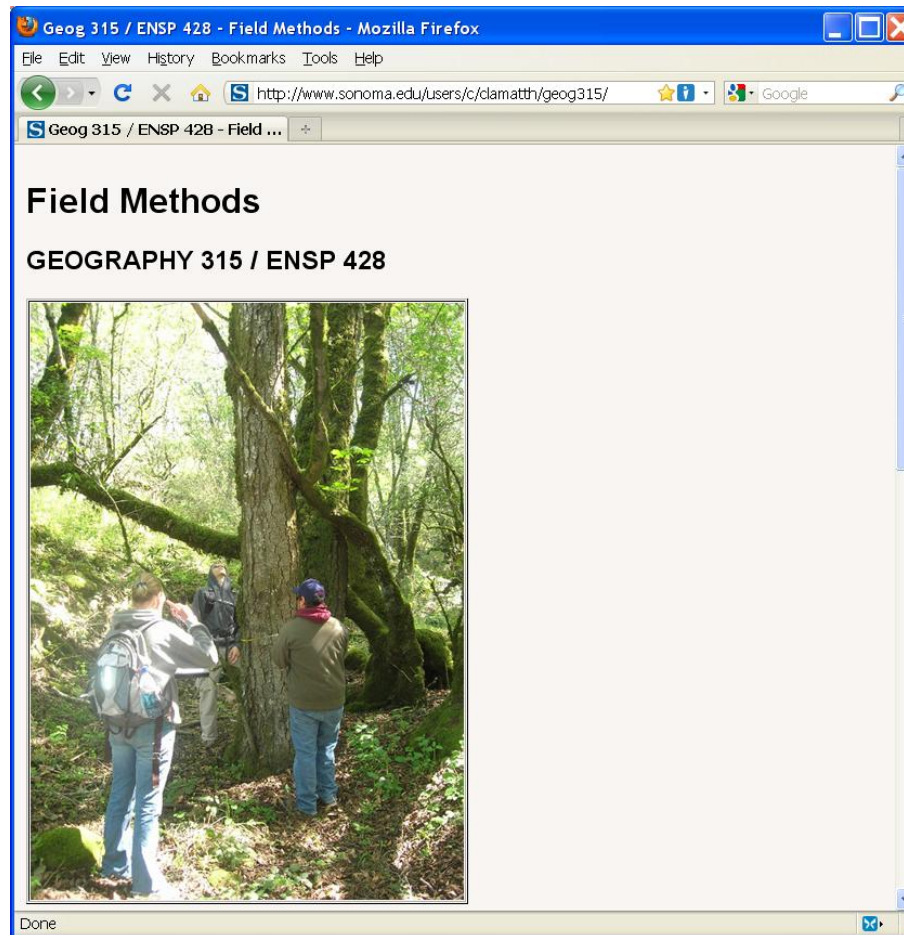 Geog 315 / ENSP 428 - Field Methods - Mozilla Firefox
File Edit View History Bookmarks Tools Help
http://www.sonoma.edu/users/c/clamatth/geog315/ Google
Geog 315 / ENSP 428 - Field ...
Field Methods
GEOGRAPHY 315 / ENSP 428
Done